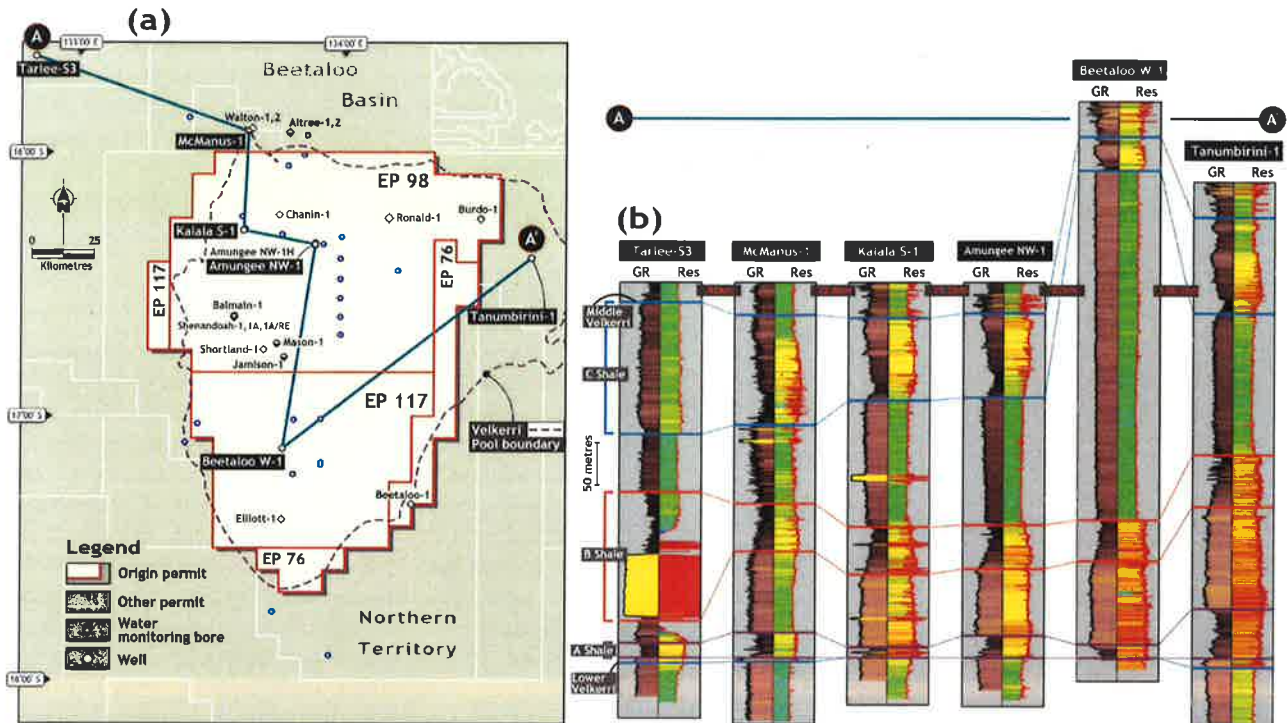 (a)
A
133°00' E
134°00' E
Tarlee-S3
Beetaloo
Basin
Walton-1,2
Altree-1,2
McManus-1
16°00' S
EP 98
Chanin-1
Ronald-1
Burdo-1
Kalala S-1
Amungee NW-1H
Amungee NW-1
A'
0 25
Kilometres
EP 117
EP 76
Balmain-1
Shenandoah-1, 1A, 1A/RE
Tanumbirini-1
Mason-1
Shortland-1
Jamison-1
EP 117
17°00' S
Velkerri
Pool boundary
Beetaloo W-1
Beetaloo-1
Elliott-1
Legend
Origin permit
Other permit
Water
monitoring bore
Well
EP 76
Northern
Territory
18°00' S
(b)
Beetaloo W-1
GR Res
A
A'
Tanumbirini-1
GR Res
Tarlee-S3
GR Res
McManus-1
GR Res
Kalala S-1
GR Res
Amungee NW-1
GR Res
Middle
Velkerri
C Shale
50 metres
B Shale
A Shale
Lower
Velkerri